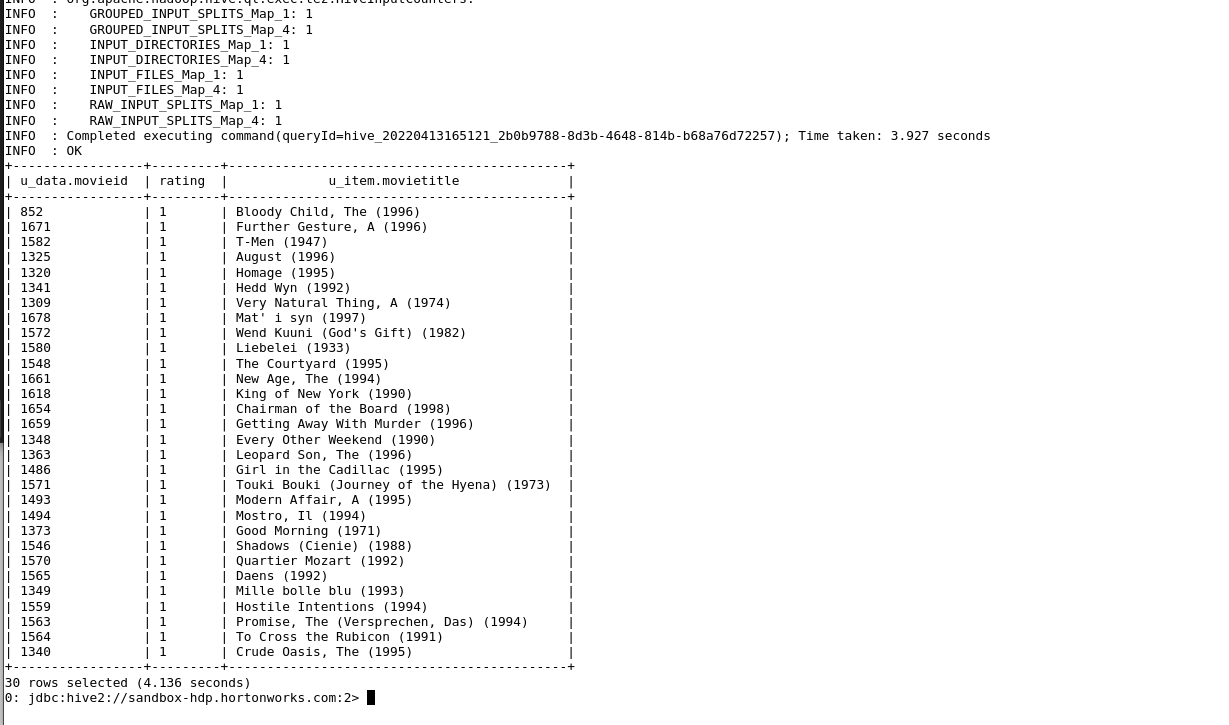 INFO  : org.apache.hadoop.hive.ql.exec.tez.HiveInputCounters:
INFO  :    GROUPED_INPUT_SPLITS_Map_1: 1
INFO  :    GROUPED_INPUT_SPLITS_Map_4: 1
INFO  :    INPUT_DIRECTORIES_Map_1: 1
INFO  :    INPUT_DIRECTORIES_Map_4: 1
INFO  :    INPUT_FILES_Map_1: 1
INFO  :    INPUT_FILES_Map_4: 1
INFO  :    RAW_INPUT_SPLITS_Map_1: 1
INFO  :    RAW_INPUT_SPLITS_Map_4: 1
INFO  : Completed executing command(queryId=hive_20220413165121_2b0b9788-8d3b-4648-814b-b68a76d72257); Time taken: 3.927 seconds
INFO  : OK
+-----------------+---------+--------------------------------------------+
| u_data.movieid  | rating  |             u_item.movietitle              |
+-----------------+---------+--------------------------------------------+
| 852             | 1       | Bloody Child, The (1996)                   |
| 1671            | 1       | Further Gesture, A (1996)                  |
| 1582            | 1       | T-Men (1947)                               |
| 1325            | 1       | August (1996)                              |
| 1320            | 1       | Homage (1995)                              |
| 1341            | 1       | Hedd Wyn (1992)                            |
| 1309            | 1       | Very Natural Thing, A (1974)               |
| 1678            | 1       | Mat' i syn (1997)                          |
| 1572            | 1       | Wend Kuuni (God's Gift) (1982)             |
| 1580            | 1       | Liebelei (1933)                            |
| 1548            | 1       | The Courtyard (1995)                       |
| 1661            | 1       | New Age, The (1994)                        |
| 1618            | 1       | King of New York (1990)                    |
| 1654            | 1       | Chairman of the Board (1998)               |
| 1659            | 1       | Getting Away With Murder (1996)            |
| 1348            | 1       | Every Other Weekend (1990)                 |
| 1363            | 1       | Leopard Son, The (1996)                    |
| 1486            | 1       | Girl in the Cadillac (1995)                |
| 1571            | 1       | Touki Bouki (Journey of the Hyena) (1973)  |
| 1493            | 1       | Modern Affair, A (1995)                    |
| 1494            | 1       | Mostro, Il (1994)                          |
| 1373            | 1       | Good Morning (1971)                        |
| 1546            | 1       | Shadows (Cienie) (1988)                    |
| 1570            | 1       | Quartier Mozart (1992)                     |
| 1565            | 1       | Daens (1992)                               |
| 1349            | 1       | Mille bolle blu (1993)                     |
| 1559            | 1       | Hostile Intentions (1994)                  |
| 1563            | 1       | Promise, The (Versprechen, Das) (1994)     |
| 1564            | 1       | To Cross the Rubicon (1991)                |
| 1340            | 1       | Crude Oasis, The (1995)                    |
+-----------------+---------+--------------------------------------------+
30 rows selected (4.136 seconds)
0: jdbc:hive2://sandbox-hdp.hortonworks.com:2>